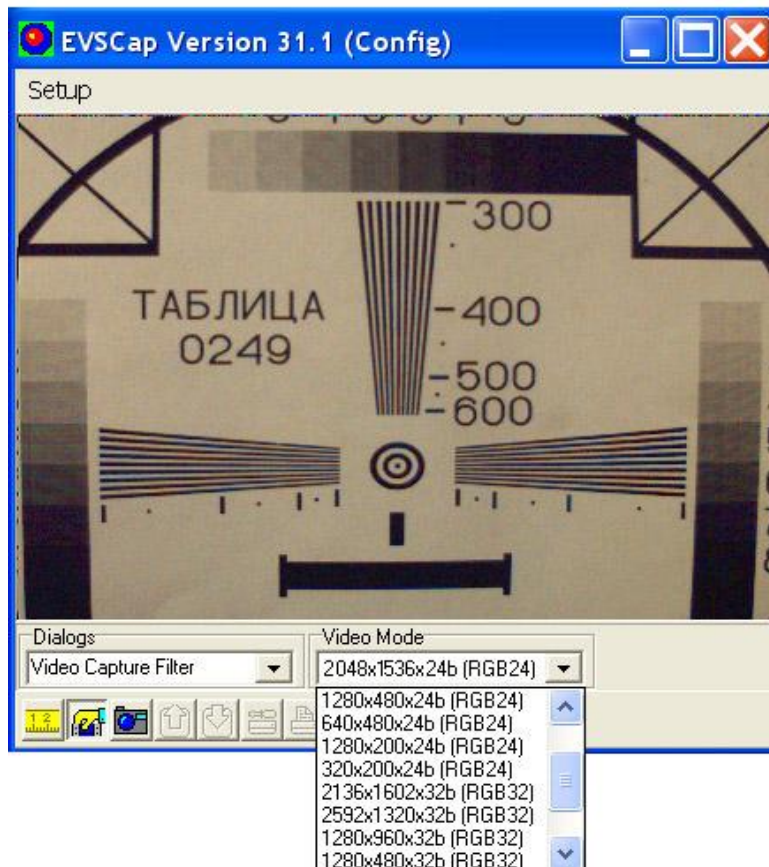 EVSCap Version 31.1 (Config)
Setup
300
ТАБЛИЦА
0249
400
500
600
Dialogs
Video Capture Filter
Video Mode
2048x1536x24b (RGB24)
1280x480x24b (RGB24)
640x480x24b (RGB24)
1280x200x24b (RGB24)
320x200x24b (RGB24)
2136x1602x32b (RGB32)
2592x1320x32b (RGB32)
1280x960x32b (RGB32)
1280x480x32b (RGB32)